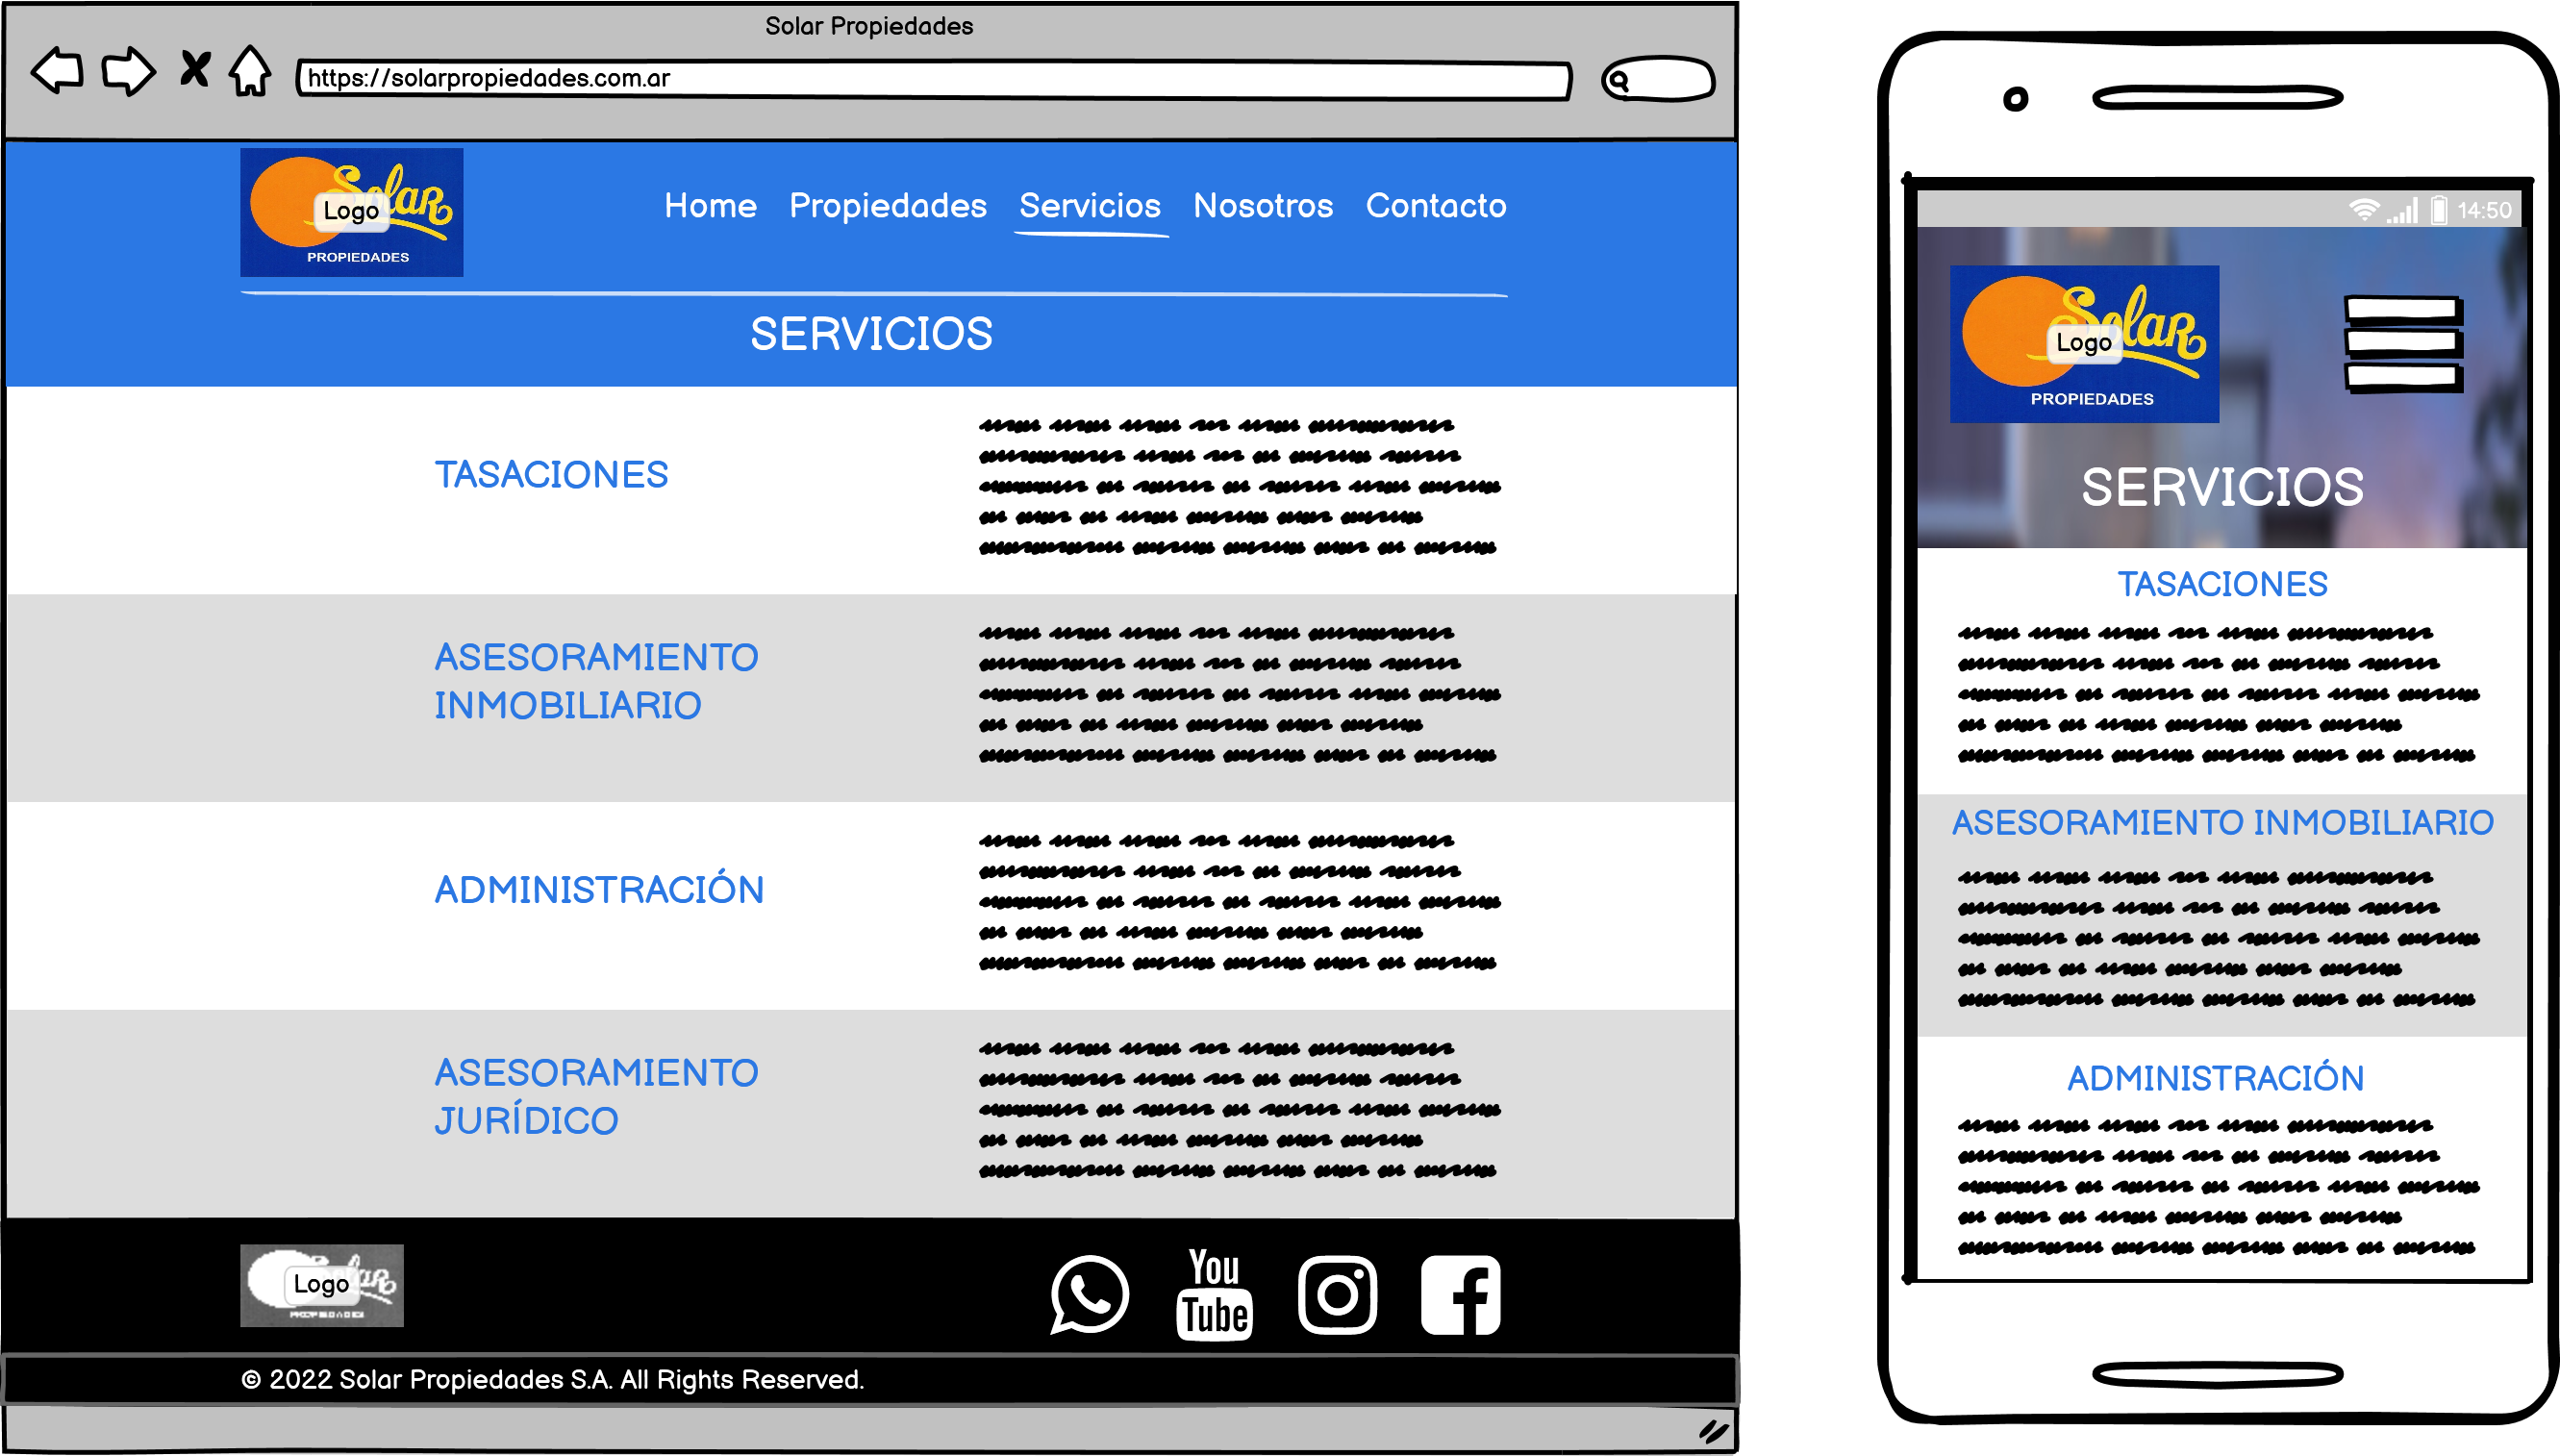 Solar Propiedades
https://solarpropiedades.com.ar
Solar
Logo
PROPIEDADES
Home Propiedades Servicios Nosotros Contacto
SERVICIOS
TASACIONES
ASESORAMIENTO
INMOBILIARIO
ADMINISTRACIÓN
ASESORAMIENTO
JURÍDICO
Solar
Logo
PROPIEDADES
You
Tube
© 2022 Solar Propiedades S.A. All Rights Reserved.
14:50
Solar
Logo
PROPIEDADES
SERVICIOS
TASACIONES
ASESORAMIENTO INMOBILIARIO
ADMINISTRACIÓN